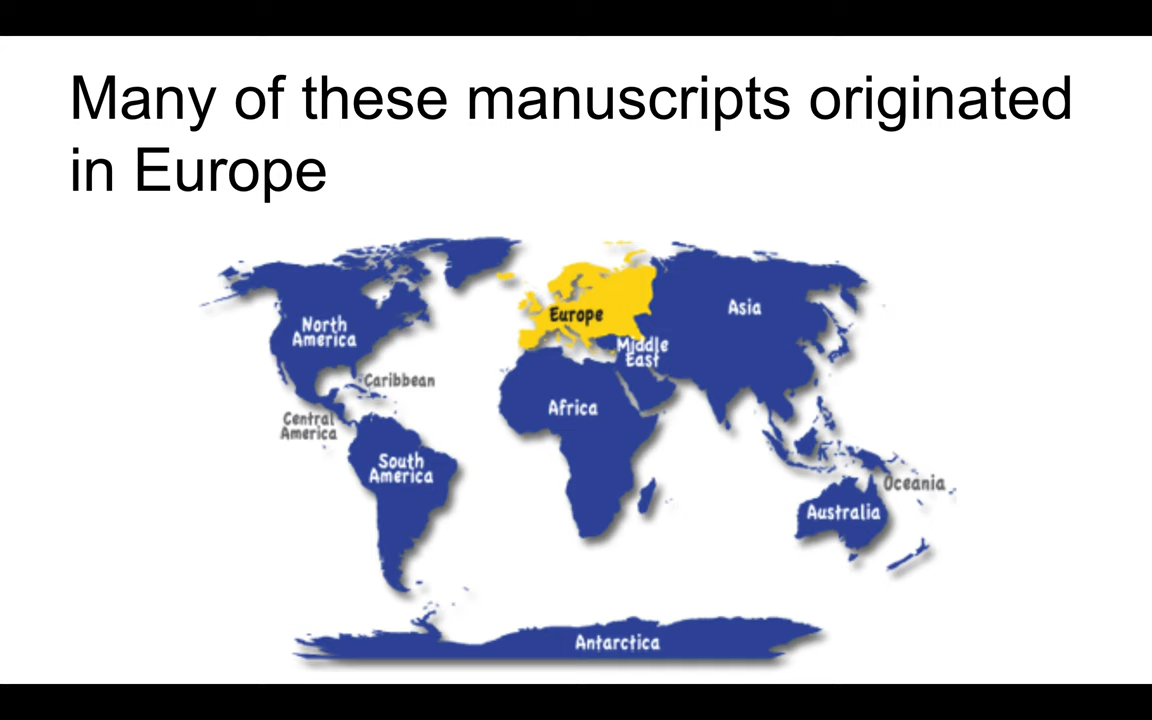 Many of these manuscripts originated
in Europe
Europe
Asia
North
America
Middle
East
Caribbean
Africa
Central
America
South
America
Oceania
Australia
Antarctica